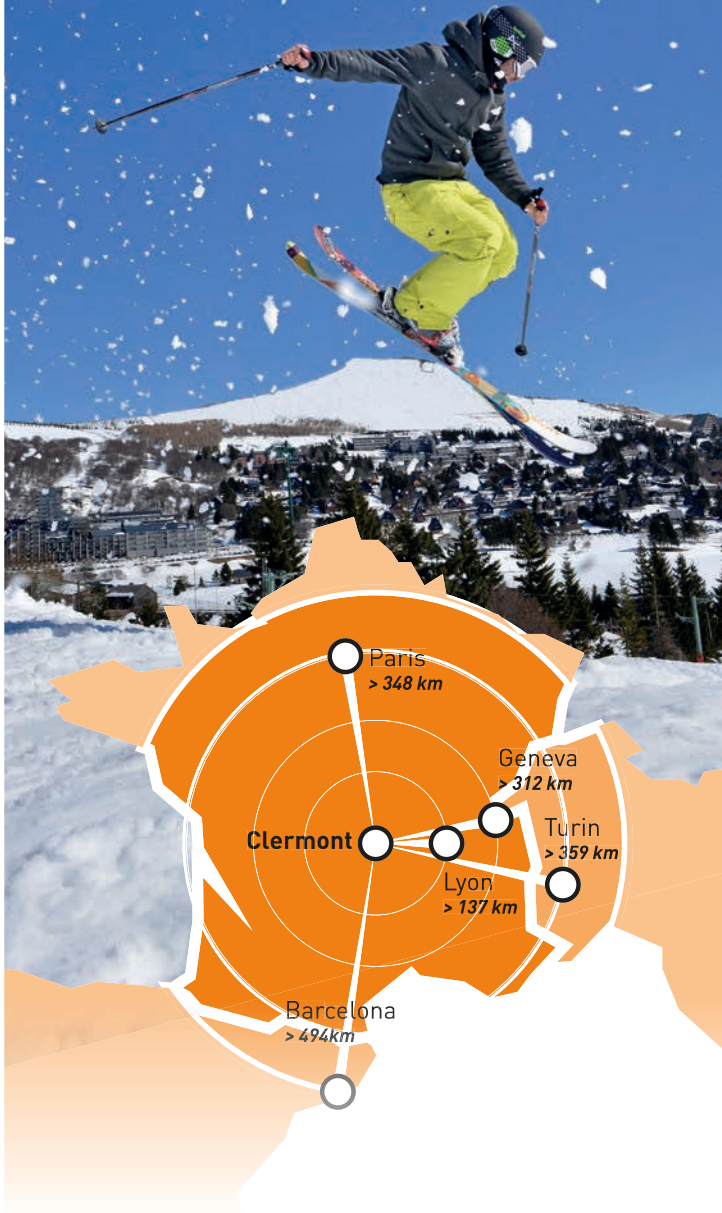 Paris
> 348 km
Geneva
> 312 km
Clermont
Turin
> 359 km
Lyon
> 137 km
Barcelona
> 494km